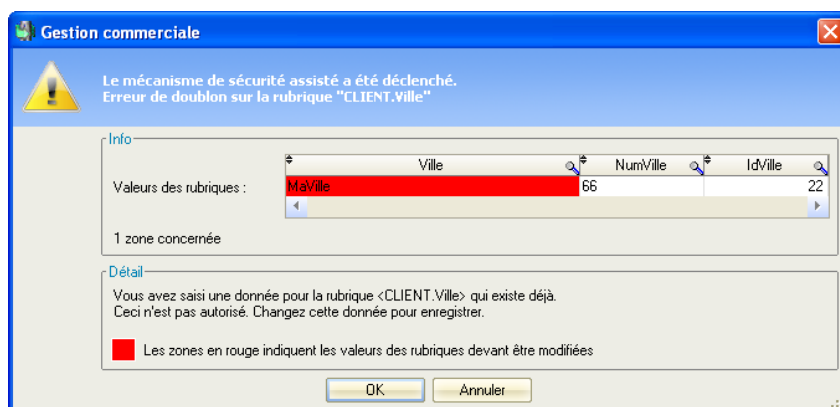 Gestion commerciale
Le mécanisme de sécurité assisté a été déclenché.
Erreur de doublon sur la rubrique "CLIENT.Ville"
Info
Ville NumVille IdVille
Valeurs des rubriques : MaVille 66 22
1 zone concernée
Détail
Vous avez saisi une donnée pour la rubrique <CLIENT.Ville> qui existe déjà.
Ceci n'est pas autorisé. Changez cette donnée pour enregistrer.
Les zones en rouge indiquent les valeurs des rubriques devant être modifiées
OK Annuler